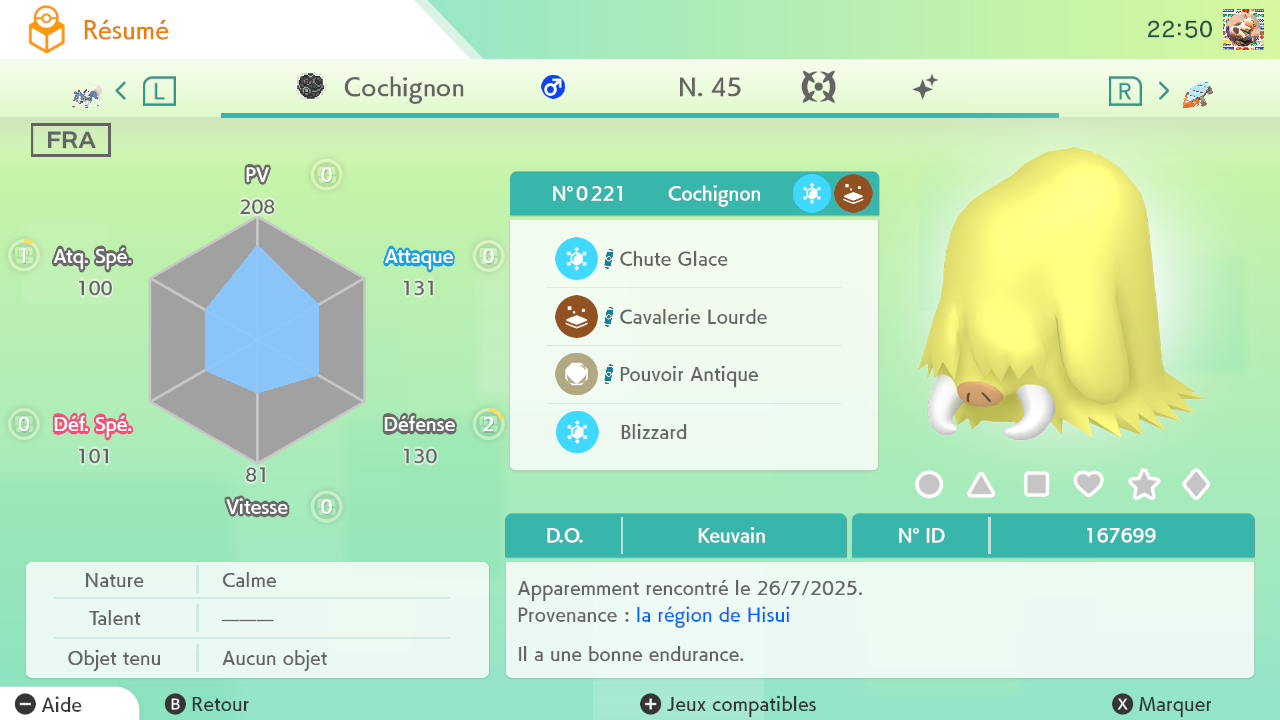 Résumé
22:50
L
Cochignon
N. 45
R
FRA
PV
0
208
1
Atq. Spé.
100
Attaque
0
131
0
Déf. Spé.
101
Défense
2
130
81
Vitesse
0
N°0221
Cochignon
Chute Glace
Cavalerie Lourde
Pouvoir Antique
Blizzard
D.O.
Keuvain
N° ID
167699
Apparemment rencontré le 26/7/2025.
Provenance : la région de Hisui
Il a une bonne endurance.
Nature
Calme
Talent
———
Objet tenu
Aucun objet
Aide
B Retour
Jeux compatibles
X Marquer